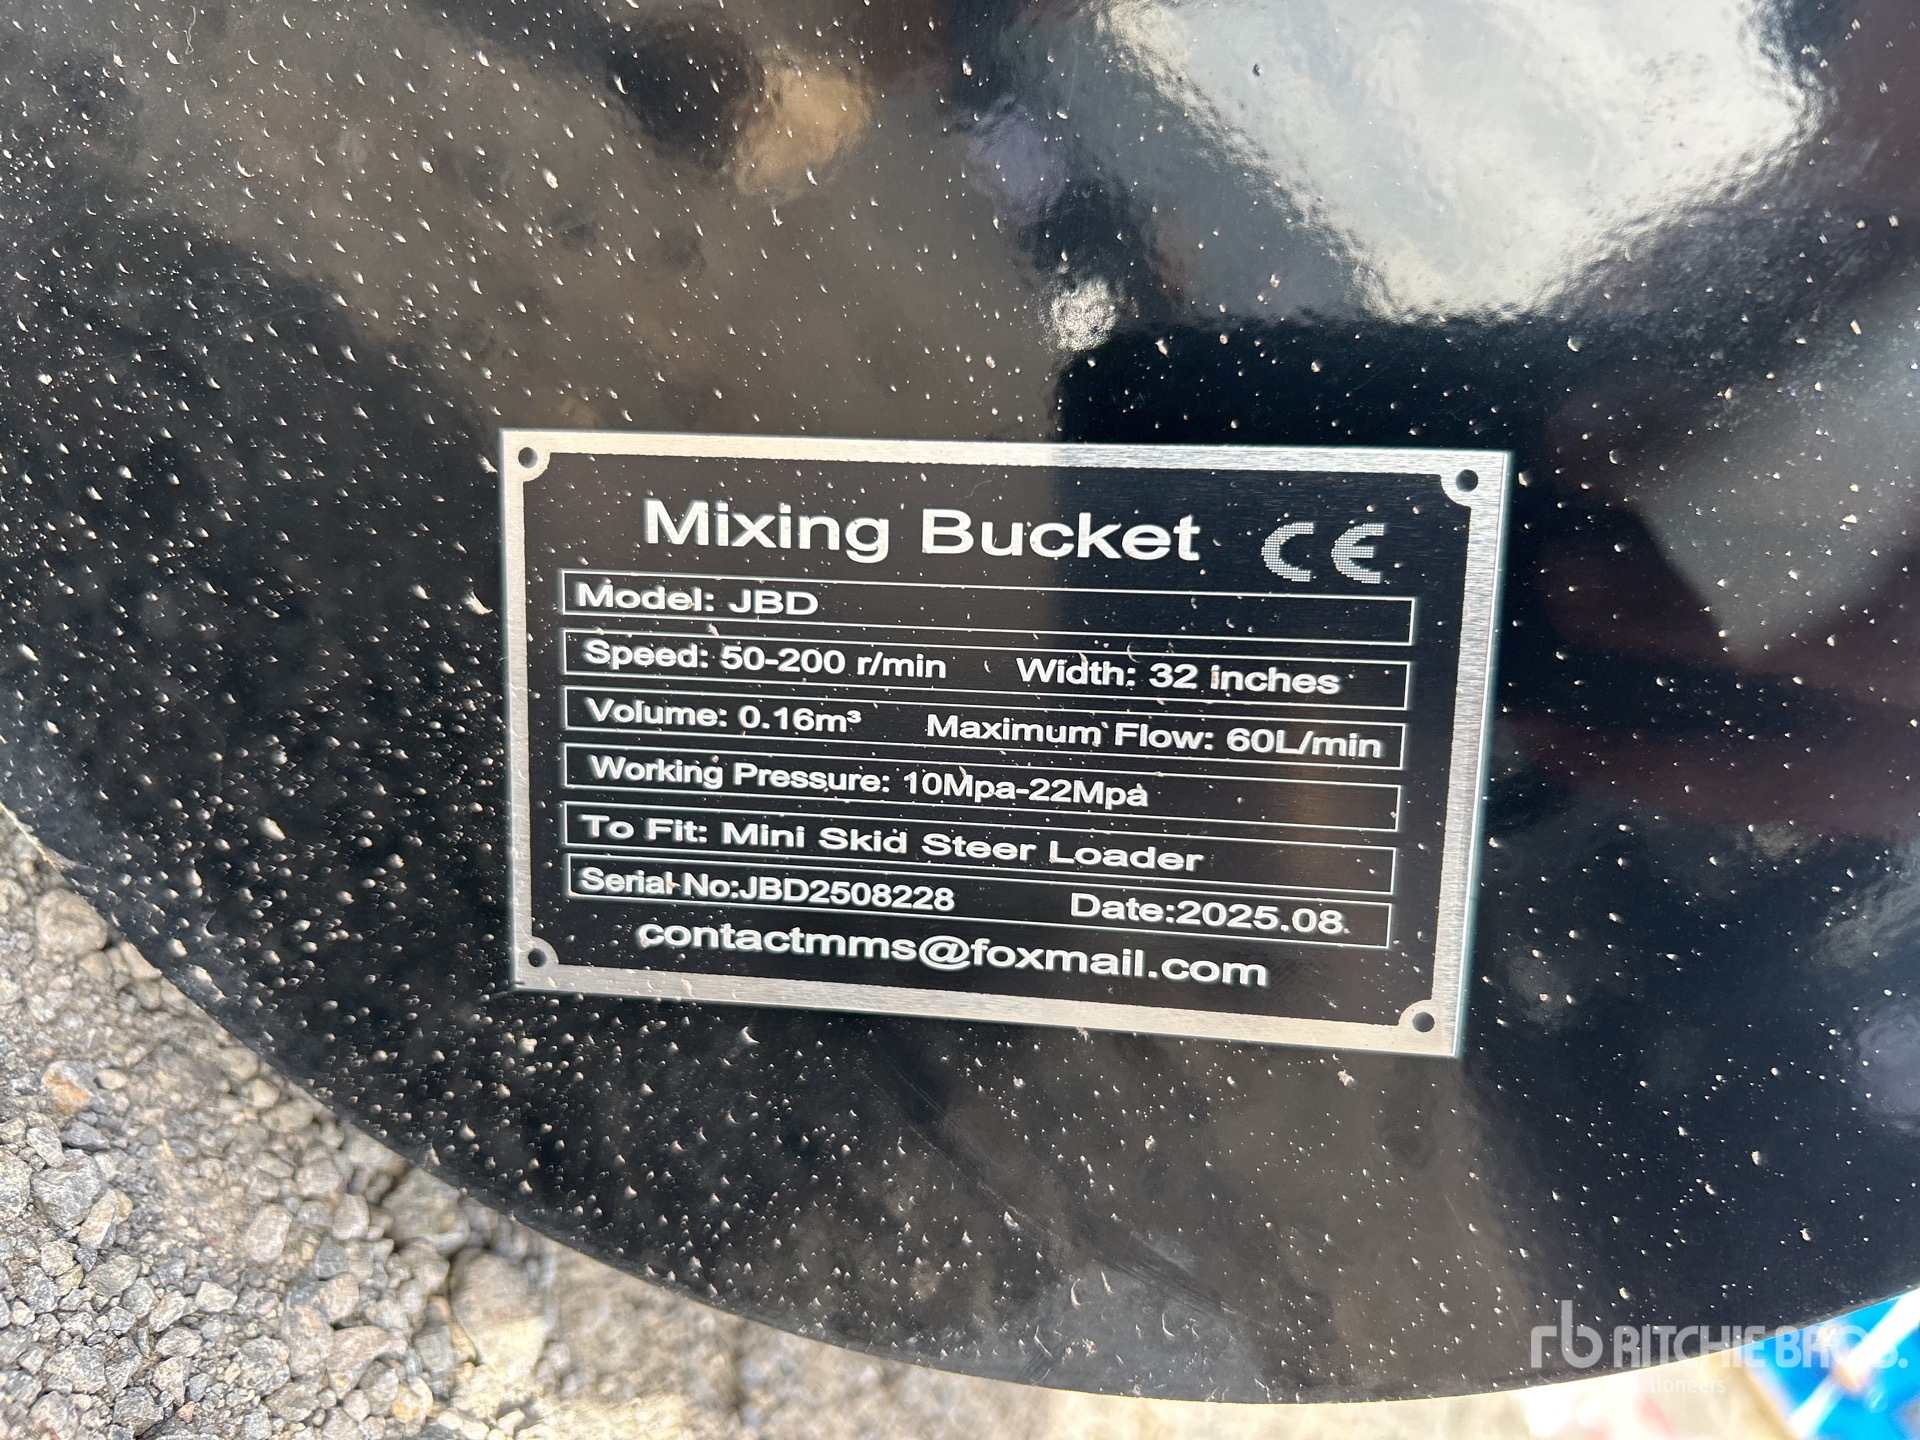 Mixing Bucket CE
Model: JBD
Speed: 50-200 r/min Width: 32 inches
Volume: 0.16m³ Maximum Flow: 60L/min
Working Pressure: 10Mpa-22Mpa
To Fit: Mini Skid Steer Loader
Serial No:JBD2508228 Date:2025.08
contactmms@foxmail.com
rb RITCHIE BROS.
Auctioneers